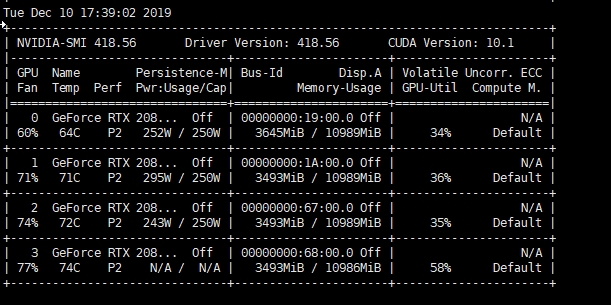 Tue Dec 10 17:39:02 2019
+-----------------------------------------------------------------------------+
| NVIDIA-SMI 418.56       Driver Version: 418.56       CUDA Version: 10.1     |
|-------------------------------+----------------------+----------------------+
| GPU  Name        Persistence-M| Bus-Id        Disp.A | Volatile Uncorr. ECC |
| Fan  Temp  Perf  Pwr:Usage/Cap|         Memory-Usage | GPU-Util  Compute M. |
|===============================+======================+======================|
|   0  GeForce RTX 208...  Off  | 00000000:19:00.0 Off |                  N/A |
| 60%   64C    P2   252W / 250W |   3645MiB / 10989MiB |     34%      Default |
+-------------------------------+----------------------+----------------------+
|   1  GeForce RTX 208...  Off  | 00000000:1A:00.0 Off |                  N/A |
| 71%   71C    P2   295W / 250W |   3493MiB / 10989MiB |     36%      Default |
+-------------------------------+----------------------+----------------------+
|   2  GeForce RTX 208...  Off  | 00000000:67:00.0 Off |                  N/A |
| 74%   72C    P2   243W / 250W |   3493MiB / 10989MiB |     35%      Default |
+-------------------------------+----------------------+----------------------+
|   3  GeForce RTX 208...  Off  | 00000000:68:00.0 Off |                  N/A |
| 77%   74C    P2    N/A /  N/A |   3493MiB / 10986MiB |     58%      Default |
+-------------------------------+----------------------+----------------------+